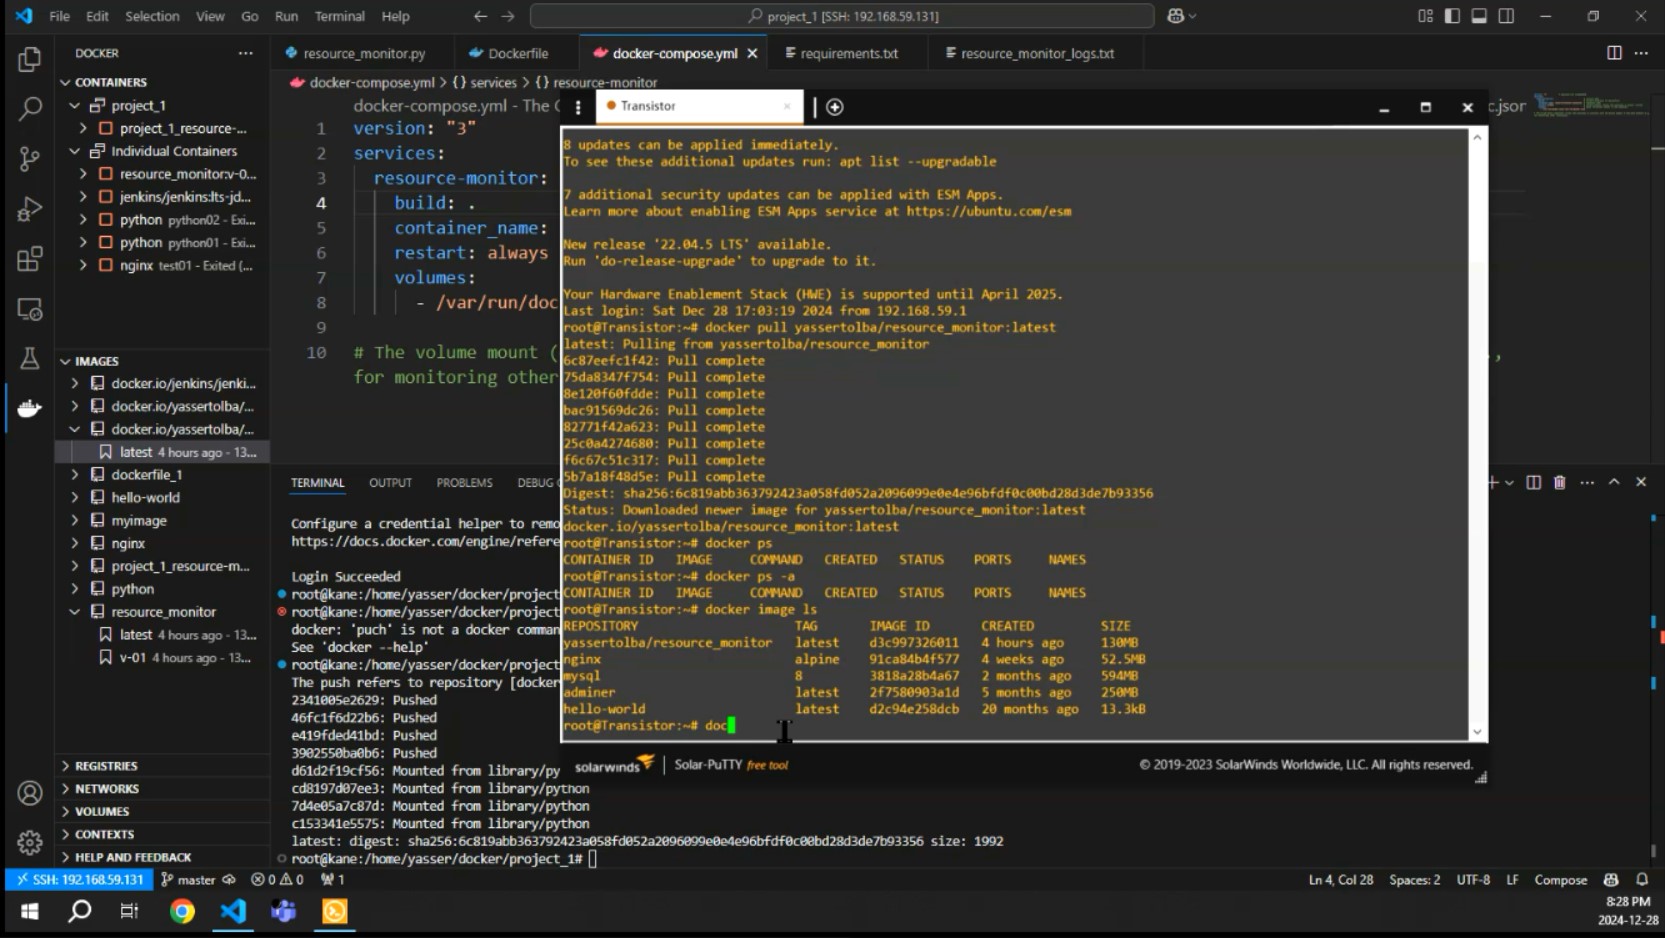 File Edit Selection View Go Run Terminal Help
project_1 [SSH: 192.168.59.131]
DOCKER
resource_monitor.py
Dockerfile
docker-compose.yml
requirements.txt
resource_monitor_logs.txt
docker-compose.yml > {} services > {} resource-monitor
CONTAINERS
project_1
project_1_resource-...
Individual Containers
resource_monitor:v-0...
jenkins/jenkins:lts-jd...
python python02 - Exi...
python python01 - Exi...
nginx test01 - Exited (...
IMAGES
docker.io/jenkins/jenki...
docker.io/yassertolba/...
docker.io/yassertolba/...
latest 4 hours ago - 13...
dockerfile_1
hello-world
myimage
nginx
project_1_resource-m...
python
resource_monitor
latest 4 hours ago - 13...
v-01 4 hours ago - 13...
REGISTRIES
NETWORKS
VOLUMES
CONTEXTS
HELP AND FEEDBACK
docker-compose.yml - The
c.json
1 version: "3"
2 services:
3 resource-monitor:
4 build: .
5 container_name:
6 restart: always
7 volumes:
8 - /var/run/doc
9
10 # The volume mount (
for monitoring other
TERMINAL OUTPUT PROBLEMS DEBUG
Configure a credential helper to remo
https://docs.docker.com/engine/refere
Login Succeeded
root@kane:/home/yasser/docker/project
root@kane:/home/yasser/docker/project
docker: 'puch' is not a docker comman
See 'docker --help'
root@kane:/home/yasser/docker/project
The push refers to repository [docker
2341005e2629: Pushed
46fc1f6d22b6: Pushed
e419fded41bd: Pushed
3902550ba0b6: Pushed
d61d2f19cf56: Mounted from library/py
cd8197d07ee3: Mounted from library/python
7d4e05a7c87d: Mounted from library/python
c153341e5575: Mounted from library/python
latest: digest: sha256:6c819abb363792423a058fd052a2096099e0e4e96bfdf0c00bd28d3de7b93356 size: 1992
root@kane:/home/yasser/docker/project_1#
Transistor
8 updates can be applied immediately.
To see these additional updates run: apt list --upgradable
7 additional security updates can be applied with ESM Apps.
Learn more about enabling ESM Apps service at https://ubuntu.com/esm
New release '22.04.5 LTS' available.
Run 'do-release-upgrade' to upgrade to it.
Your Hardware Enablement Stack (HWE) is supported until April 2025.
Last login: Sat Dec 28 17:03:19 2024 from 192.168.59.1
root@Transistor:~# docker pull yassertolba/resource_monitor:latest
latest: Pulling from yassertolba/resource_monitor
6c87eefc1f42: Pull complete
75da8347f754: Pull complete
8e120f60fdde: Pull complete
bac91569dc26: Pull complete
82771f42a623: Pull complete
25c0a4274680: Pull complete
f6c67c51c317: Pull complete
5b7a18f48d5e: Pull complete
Digest: sha256:6c819abb363792423a058fd052a2096099e0e4e96bfdf0c00bd28d3de7b93356
Status: Downloaded newer image for yassertolba/resource_monitor:latest
docker.io/yassertolba/resource_monitor:latest
root@Transistor:~# docker ps
CONTAINER ID IMAGE COMMAND CREATED STATUS PORTS NAMES
root@Transistor:~# docker ps -a
CONTAINER ID IMAGE COMMAND CREATED STATUS PORTS NAMES
root@Transistor:~# docker image ls
REPOSITORY TAG IMAGE ID CREATED SIZE
yassertolba/resource_monitor latest d3c997326011 4 hours ago 130MB
nginx alpine 91ca84b4f577 4 weeks ago 52.5MB
mysql 8 3818a28b4a67 2 months ago 594MB
adminer latest 2f7580903a1d 5 months ago 250MB
hello-world latest d2c94e258dcb 20 months ago 13.3kB
root@Transistor:~# doc
solarwinds Solar-PuTTY free tool
© 2019-2023 SolarWinds Worldwide, LLC. All rights reserved.
SSH: 192.168.59.131 master 0 0 1
Ln 4, Col 28 Spaces: 2 UTF-8 LF Compose
8:28 PM
2024-12-28